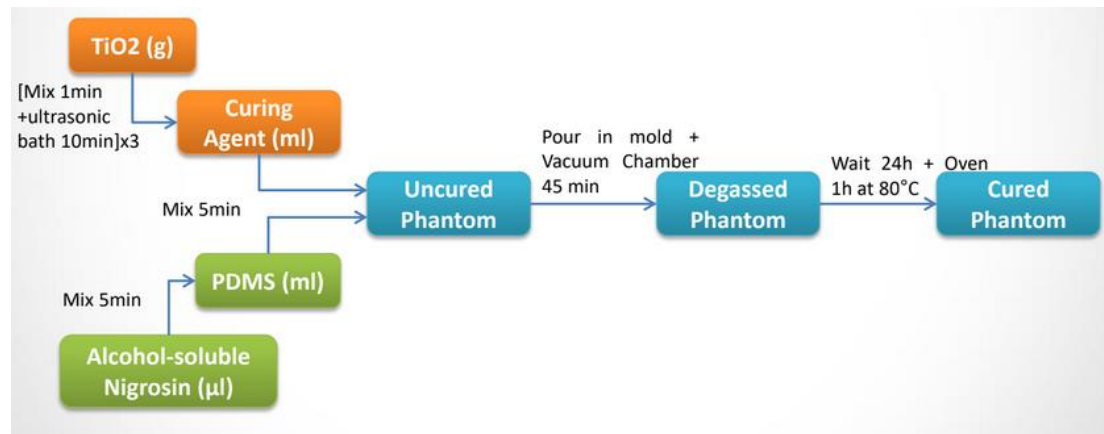 TiO2 (g)
[Mix 1min
+ultrasonic
bath 10min]x3
Curing
Agent (ml)
Mix 5min
Uncured
Phantom
Pour in mold +
Vacuum Chamber
45 min
Degassed
Phantom
Wait 24h + Oven
1h at 80°C
Cured
Phantom
PDMS (ml)
Mix 5min
Alcohol-soluble
Nigrosin (µl)